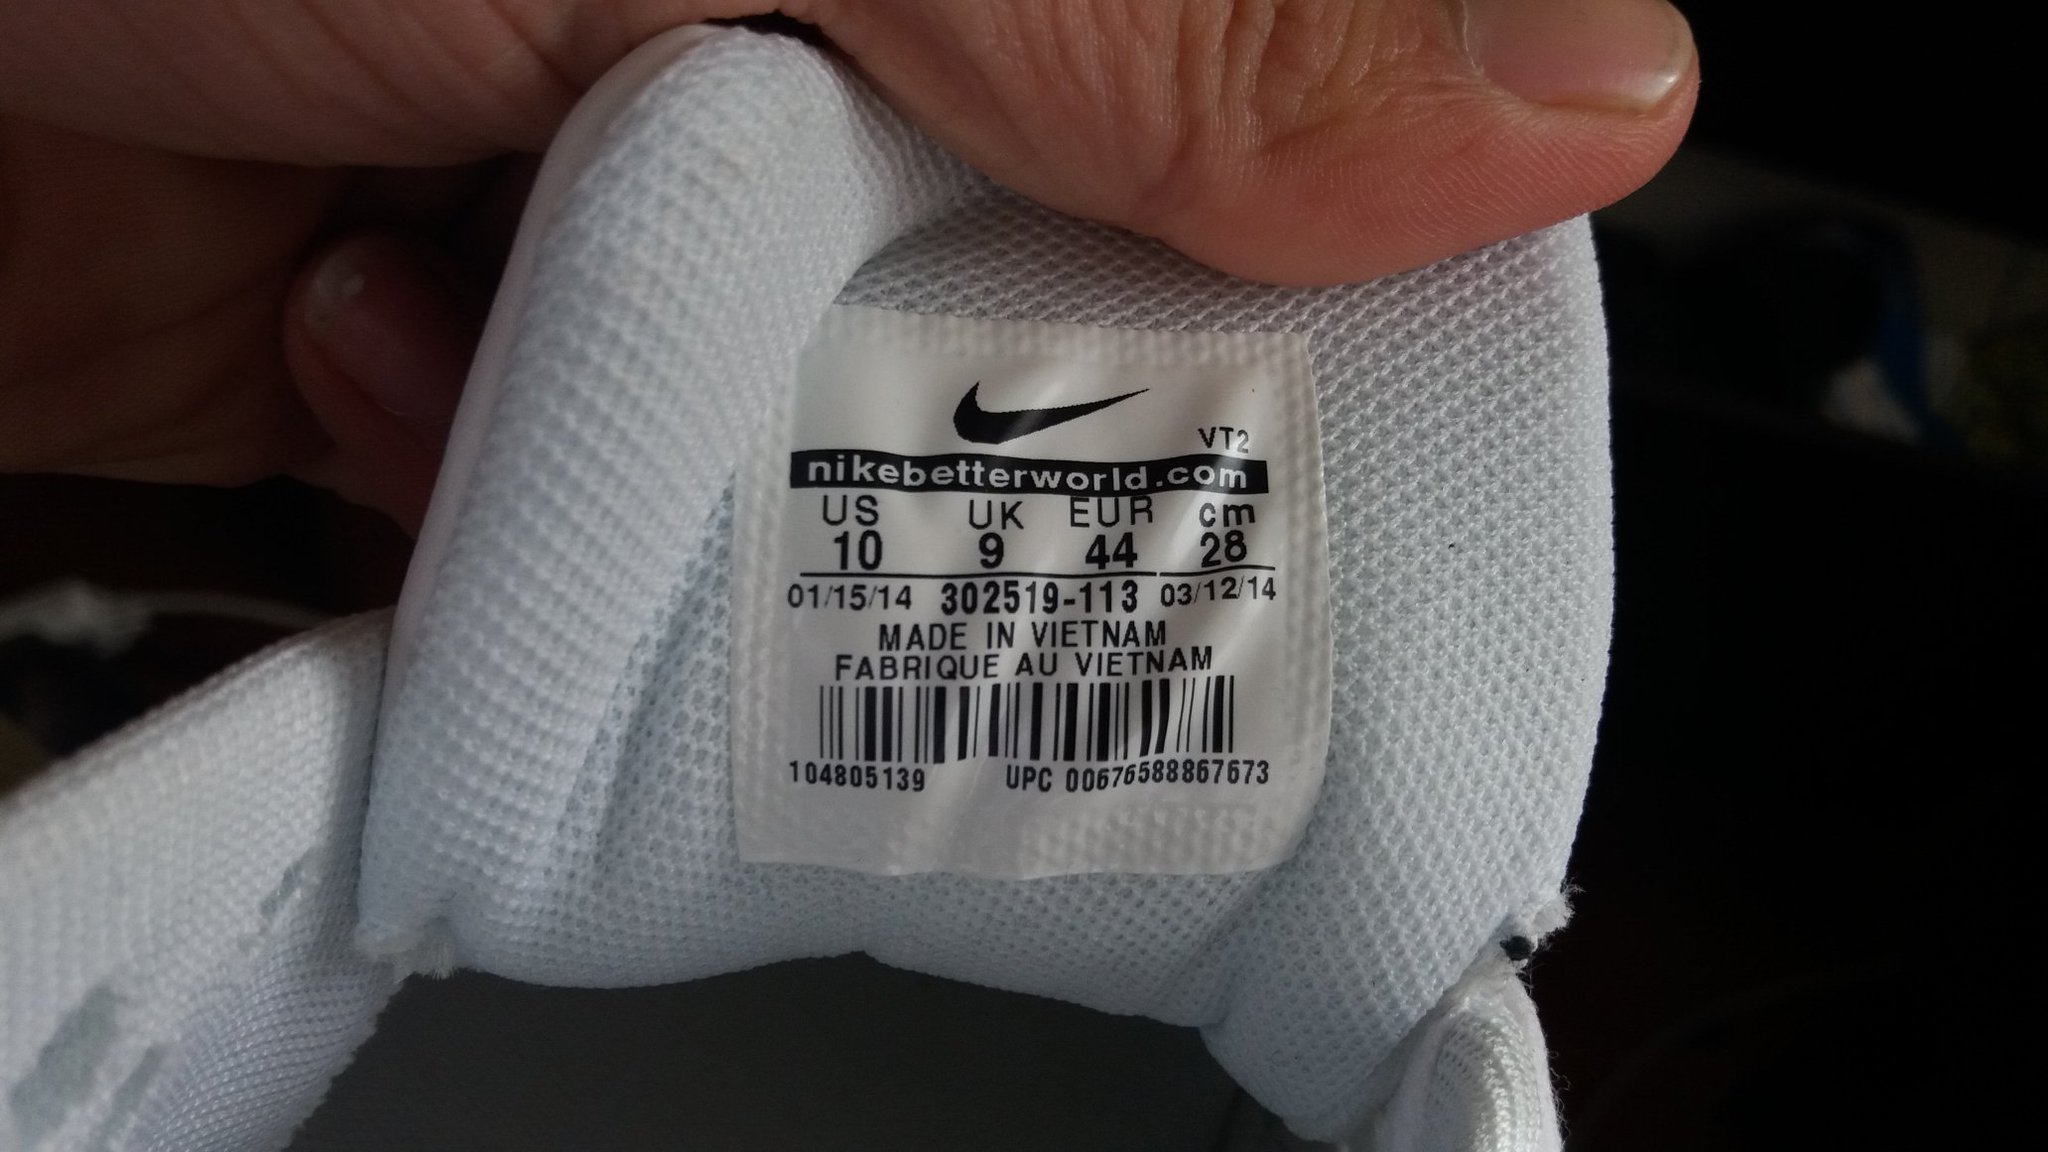 VT2
nikebetterworld.com
US UK EUR cm
10 9 44 28
01/15/14 302519-113 03/12/14
MADE IN VIETNAM
FABRIQUE AU VIETNAM
104805139 UPC 00676588867673